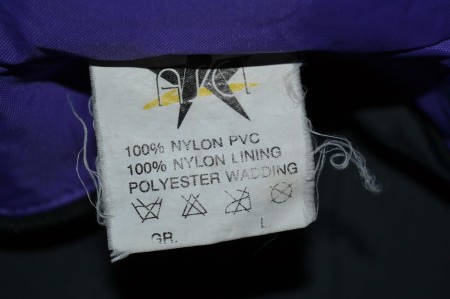 100% NYLON PVC
100% NYLON LINING
POLYESTER WADDING
GR. L